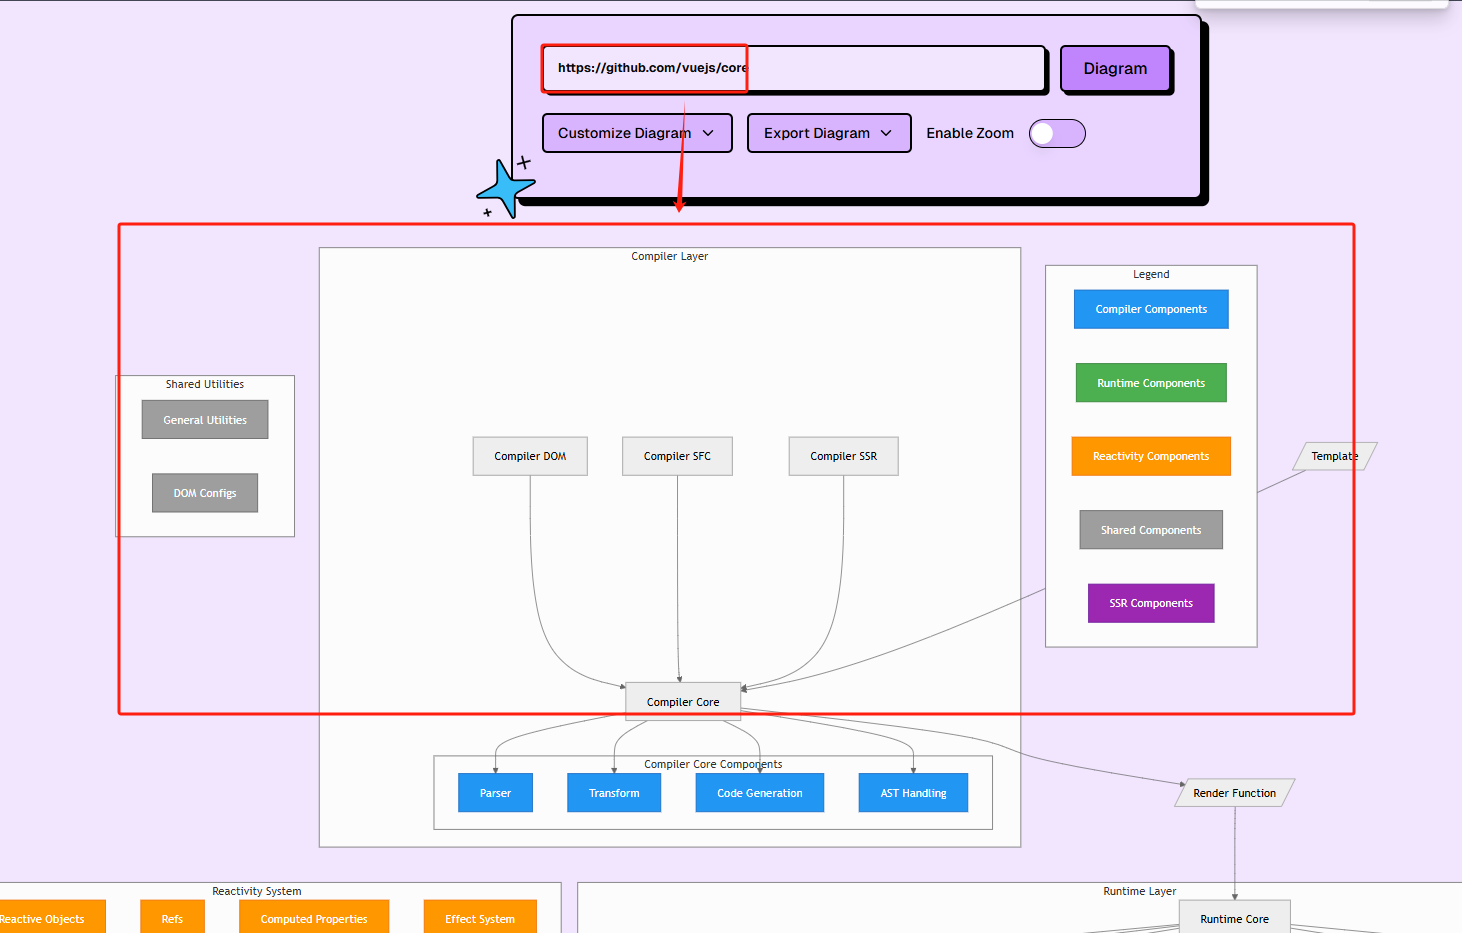 https://github.com/vuejs/core
Diagram
Customize Diagram
Export Diagram
Enable Zoom
Compiler Layer
Legend
Compiler Components
Runtime Components
Reactivity Components
Shared Components
SSR Components
Shared Utilities
General Utilities
DOM Configs
Compiler DOM
Compiler SFC
Compiler SSR
Template
Compiler Core
Compiler Core Components
Parser
Transform
Code Generation
AST Handling
Render Function
Reactivity System
Reactive Objects
Refs
Computed Properties
Effect System
Runtime Layer
Runtime Core